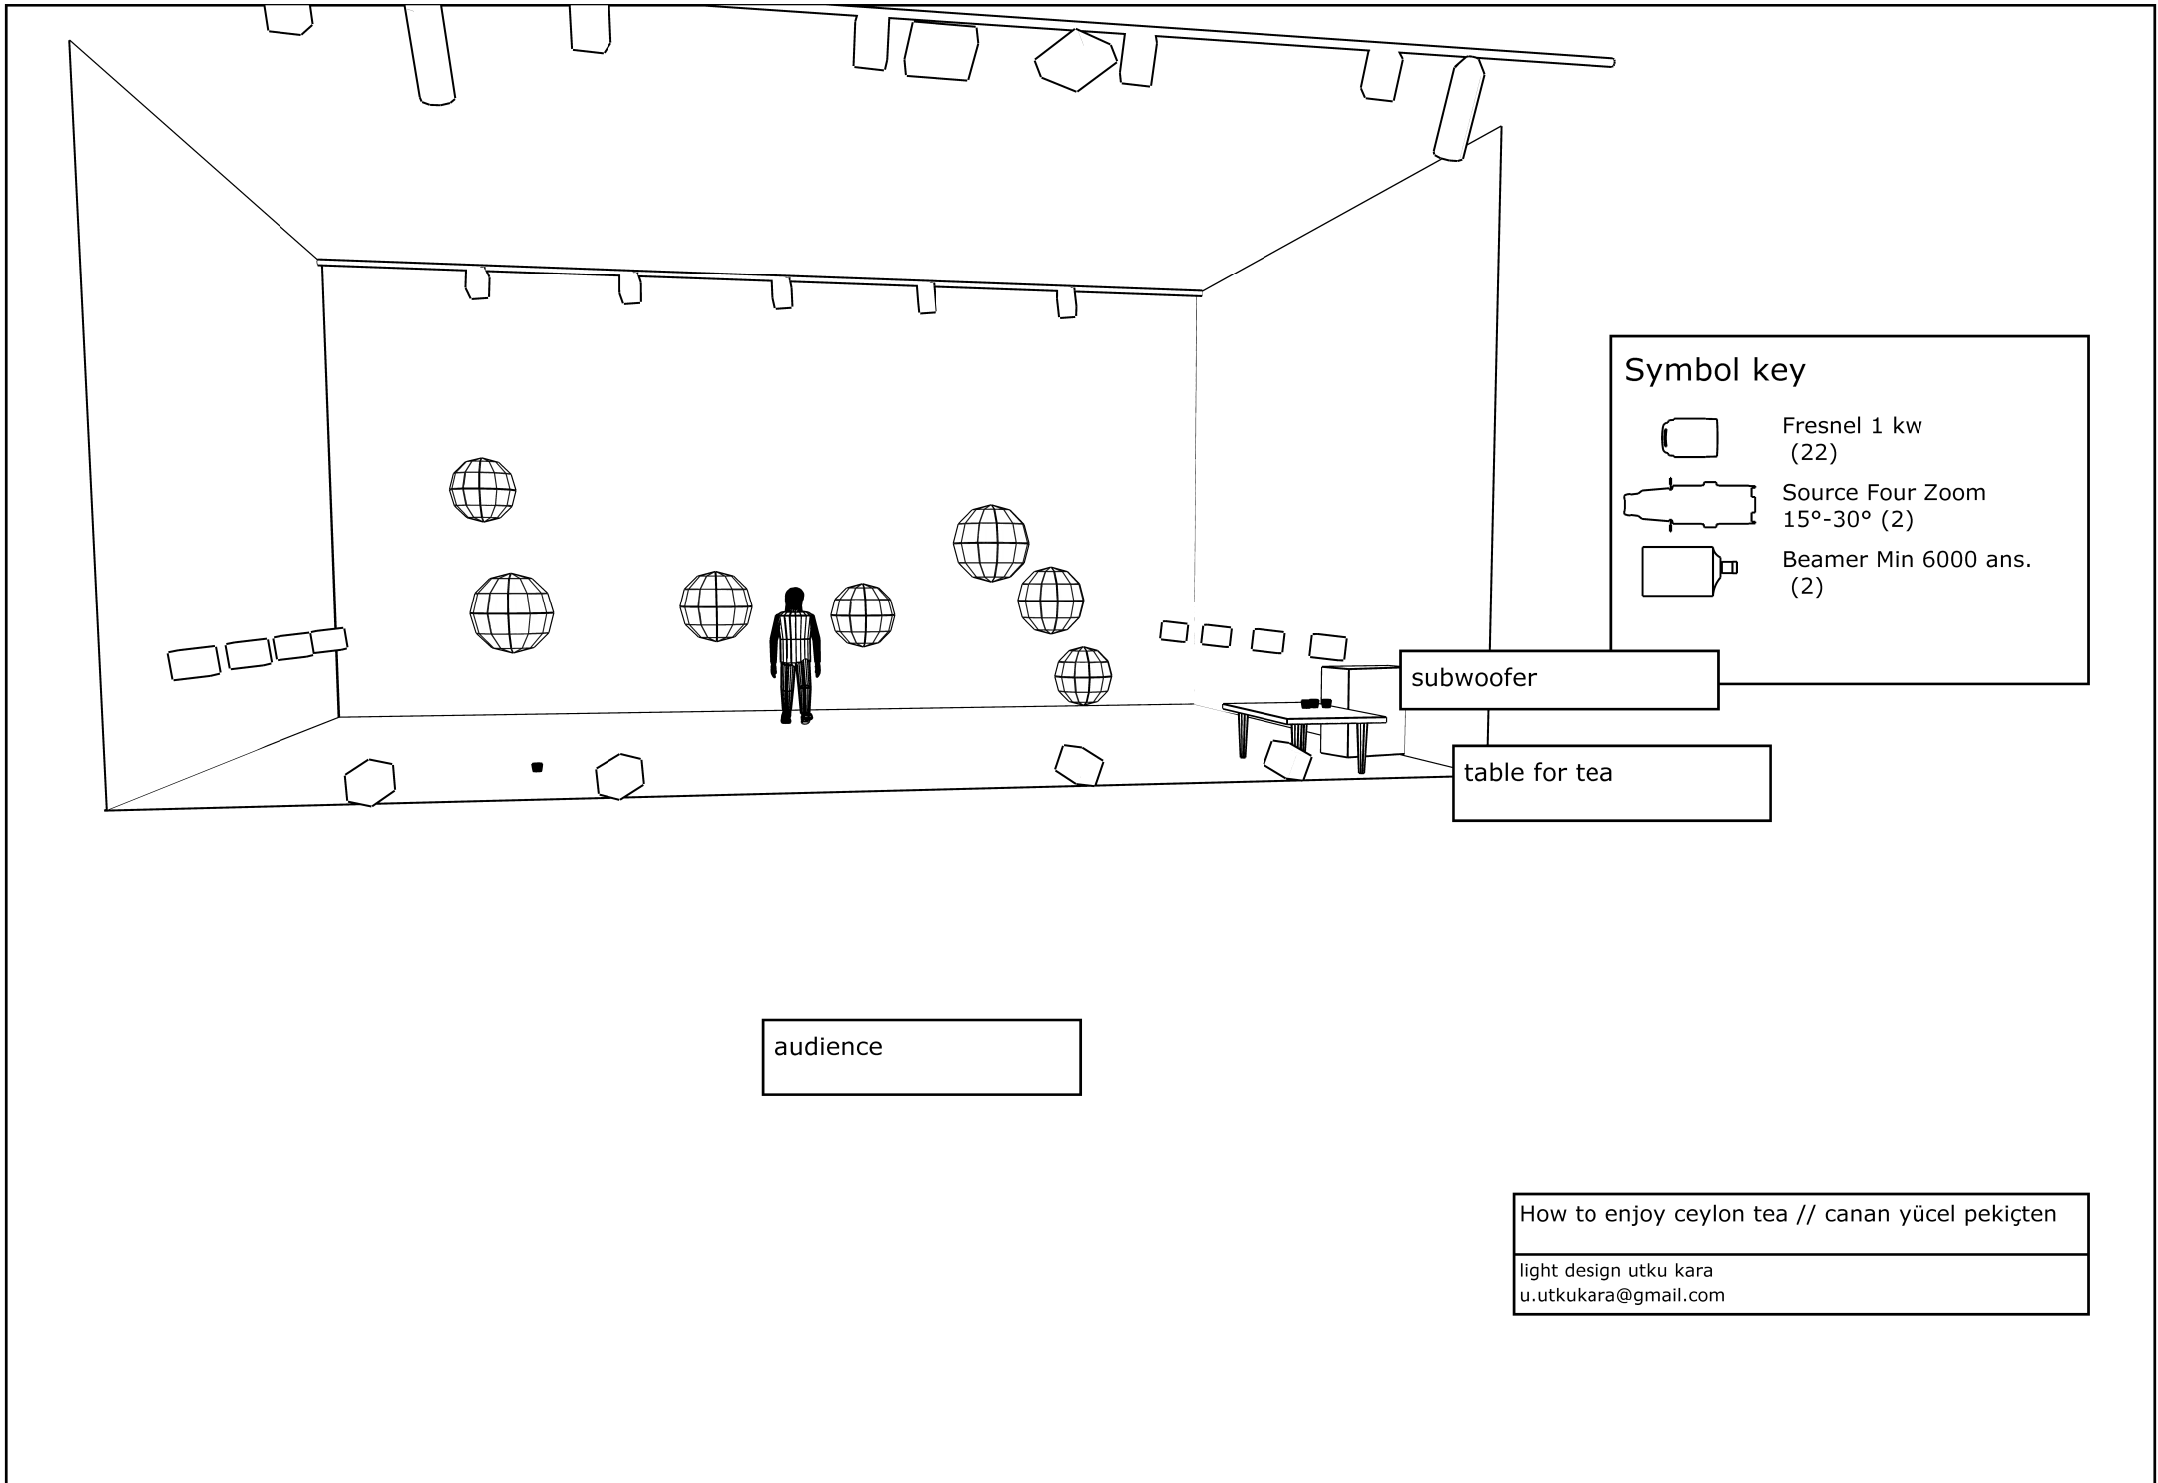 Symbol key
Fresnel 1 kw
(22)
Source Four Zoom
15°-30° (2)
Beamer Min 6000 ans.
(2)
subwoofer
table for tea
audience
How to enjoy ceylon tea // canan yücel pekiçten
light design utku kara
u.utkukara@gmail.com